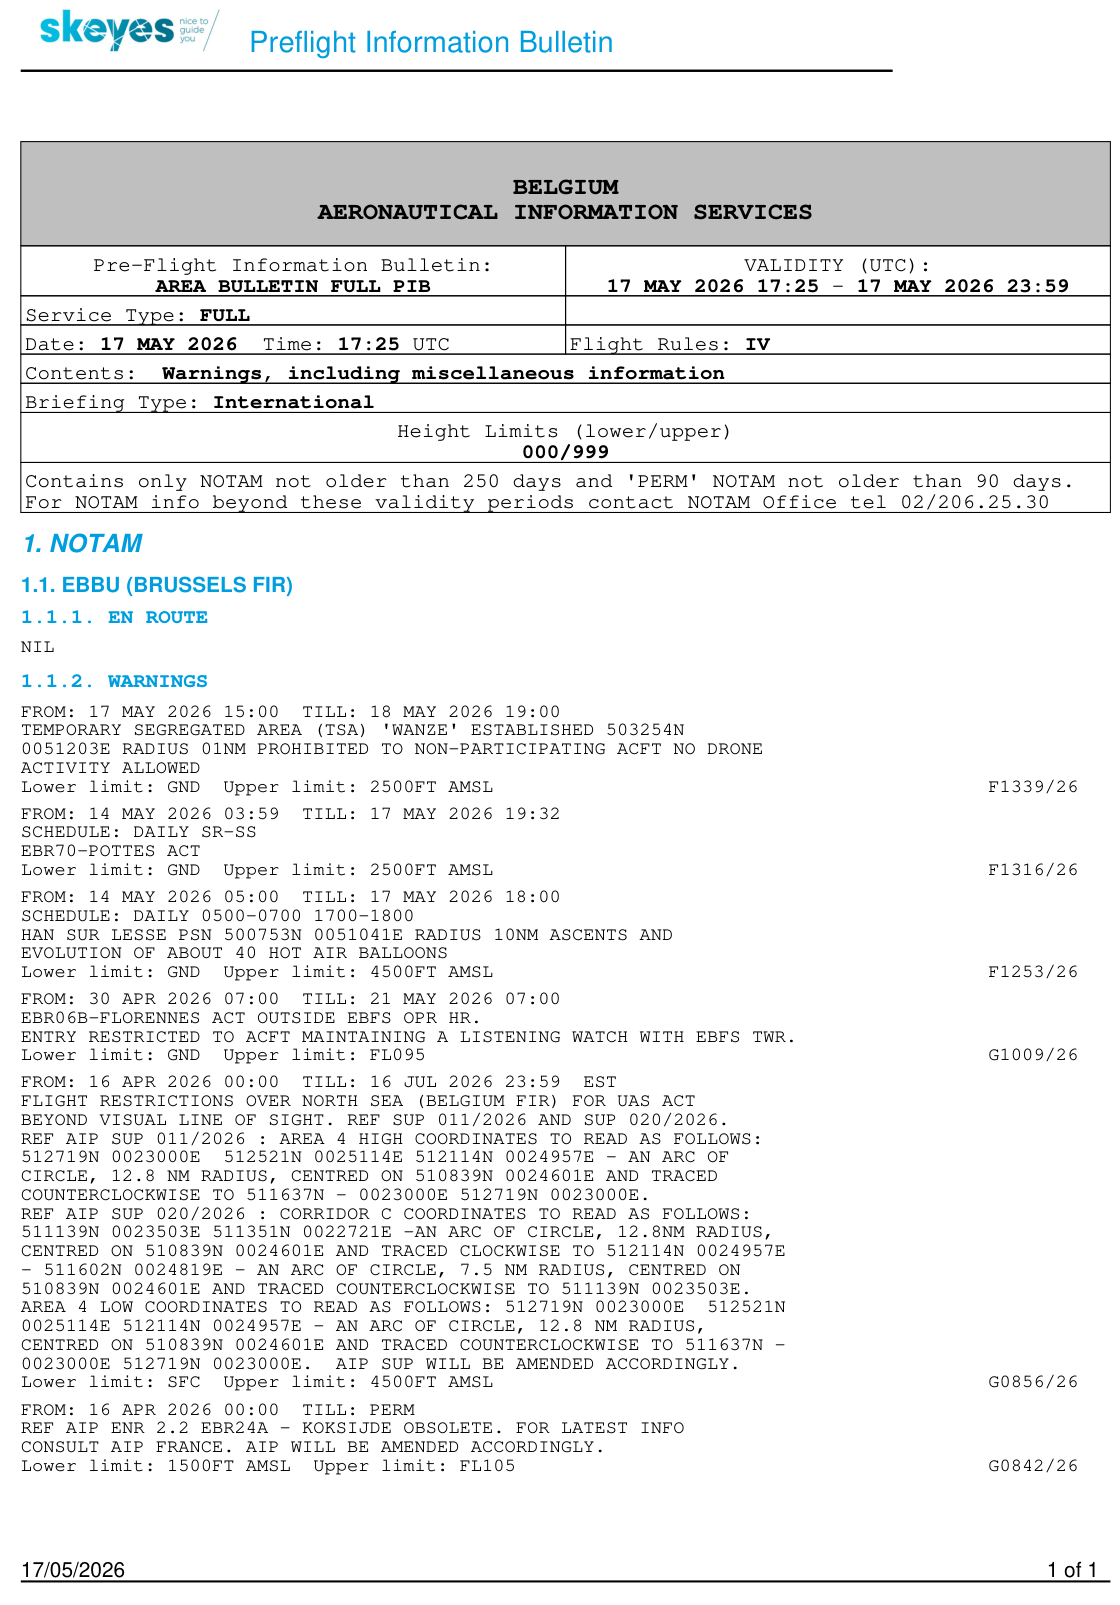 skeyes nice to guide you
Preflight Information Bulletin
BELGIUM
AERONAUTICAL INFORMATION SERVICES
Pre-Flight Information Bulletin:
AREA BULLETIN FULL PIB
VALIDITY (UTC):
17 MAY 2026 17:25 - 17 MAY 2026 23:59
Service Type: FULL
Date: 17 MAY 2026  Time: 17:25 UTC
Flight Rules: IV
Contents:  Warnings, including miscellaneous information
Briefing Type: International
Height Limits (lower/upper)
000/999
Contains only NOTAM not older than 250 days and 'PERM' NOTAM not older than 90 days.
For NOTAM info beyond these validity periods contact NOTAM Office tel 02/206.25.30
1. NOTAM
1.1. EBBU (BRUSSELS FIR)
1.1.1. EN ROUTE
NIL
1.1.2. WARNINGS
FROM: 17 MAY 2026 15:00  TILL: 18 MAY 2026 19:00
TEMPORARY SEGREGATED AREA (TSA) 'WANZE' ESTABLISHED 503254N
0051203E RADIUS 01NM PROHIBITED TO NON-PARTICIPATING ACFT NO DRONE
ACTIVITY ALLOWED
Lower limit: GND  Upper limit: 2500FT AMSL F1339/26
FROM: 14 MAY 2026 03:59  TILL: 17 MAY 2026 19:32
SCHEDULE: DAILY SR-SS
EBR70-POTTES ACT
Lower limit: GND  Upper limit: 2500FT AMSL F1316/26
FROM: 14 MAY 2026 05:00  TILL: 17 MAY 2026 18:00
SCHEDULE: DAILY 0500-0700 1700-1800
HAN SUR LESSE PSN 500753N 0051041E RADIUS 10NM ASCENTS AND
EVOLUTION OF ABOUT 40 HOT AIR BALLOONS
Lower limit: GND  Upper limit: 4500FT AMSL F1253/26
FROM: 30 APR 2026 07:00  TILL: 21 MAY 2026 07:00
EBR06B-FLORENNES ACT OUTSIDE EBFS OPR HR.
ENTRY RESTRICTED TO ACFT MAINTAINING A LISTENING WATCH WITH EBFS TWR.
Lower limit: GND  Upper limit: FL095 G1009/26
FROM: 16 APR 2026 00:00  TILL: 16 JUL 2026 23:59  EST
FLIGHT RESTRICTIONS OVER NORTH SEA (BELGIUM FIR) FOR UAS ACT
BEYOND VISUAL LINE OF SIGHT. REF SUP 011/2026 AND SUP 020/2026.
REF AIP SUP 011/2026 : AREA 4 HIGH COORDINATES TO READ AS FOLLOWS:
512719N 0023000E  512521N 0025114E 512114N 0024957E - AN ARC OF
CIRCLE, 12.8 NM RADIUS, CENTRED ON 510839N 0024601E AND TRACED
COUNTERCLOCKWISE TO 511637N - 0023000E 512719N 0023000E.
REF AIP SUP 020/2026 : CORRIDOR C COORDINATES TO READ AS FOLLOWS:
511139N 0023503E 511351N 0022721E -AN ARC OF CIRCLE, 12.8NM RADIUS,
CENTRED ON 510839N 0024601E AND TRACED CLOCKWISE TO 512114N 0024957E
- 511602N 0024819E - AN ARC OF CIRCLE, 7.5 NM RADIUS, CENTRED ON
510839N 0024601E AND TRACED COUNTERCLOCKWISE TO 511139N 0023503E.
AREA 4 LOW COORDINATES TO READ AS FOLLOWS: 512719N 0023000E  512521N
0025114E 512114N 0024957E - AN ARC OF CIRCLE, 12.8 NM RADIUS,
CENTRED ON 510839N 0024601E AND TRACED COUNTERCLOCKWISE TO 511637N -
0023000E 512719N 0023000E.  AIP SUP WILL BE AMENDED ACCORDINGLY.
Lower limit: SFC  Upper limit: 4500FT AMSL G0856/26
FROM: 16 APR 2026 00:00  TILL: PERM
REF AIP ENR 2.2 EBR24A - KOKSIJDE OBSOLETE. FOR LATEST INFO
CONSULT AIP FRANCE. AIP WILL BE AMENDED ACCORDINGLY.
Lower limit: 1500FT AMSL  Upper limit: FL105 G0842/26
17/05/2026 1 of 1